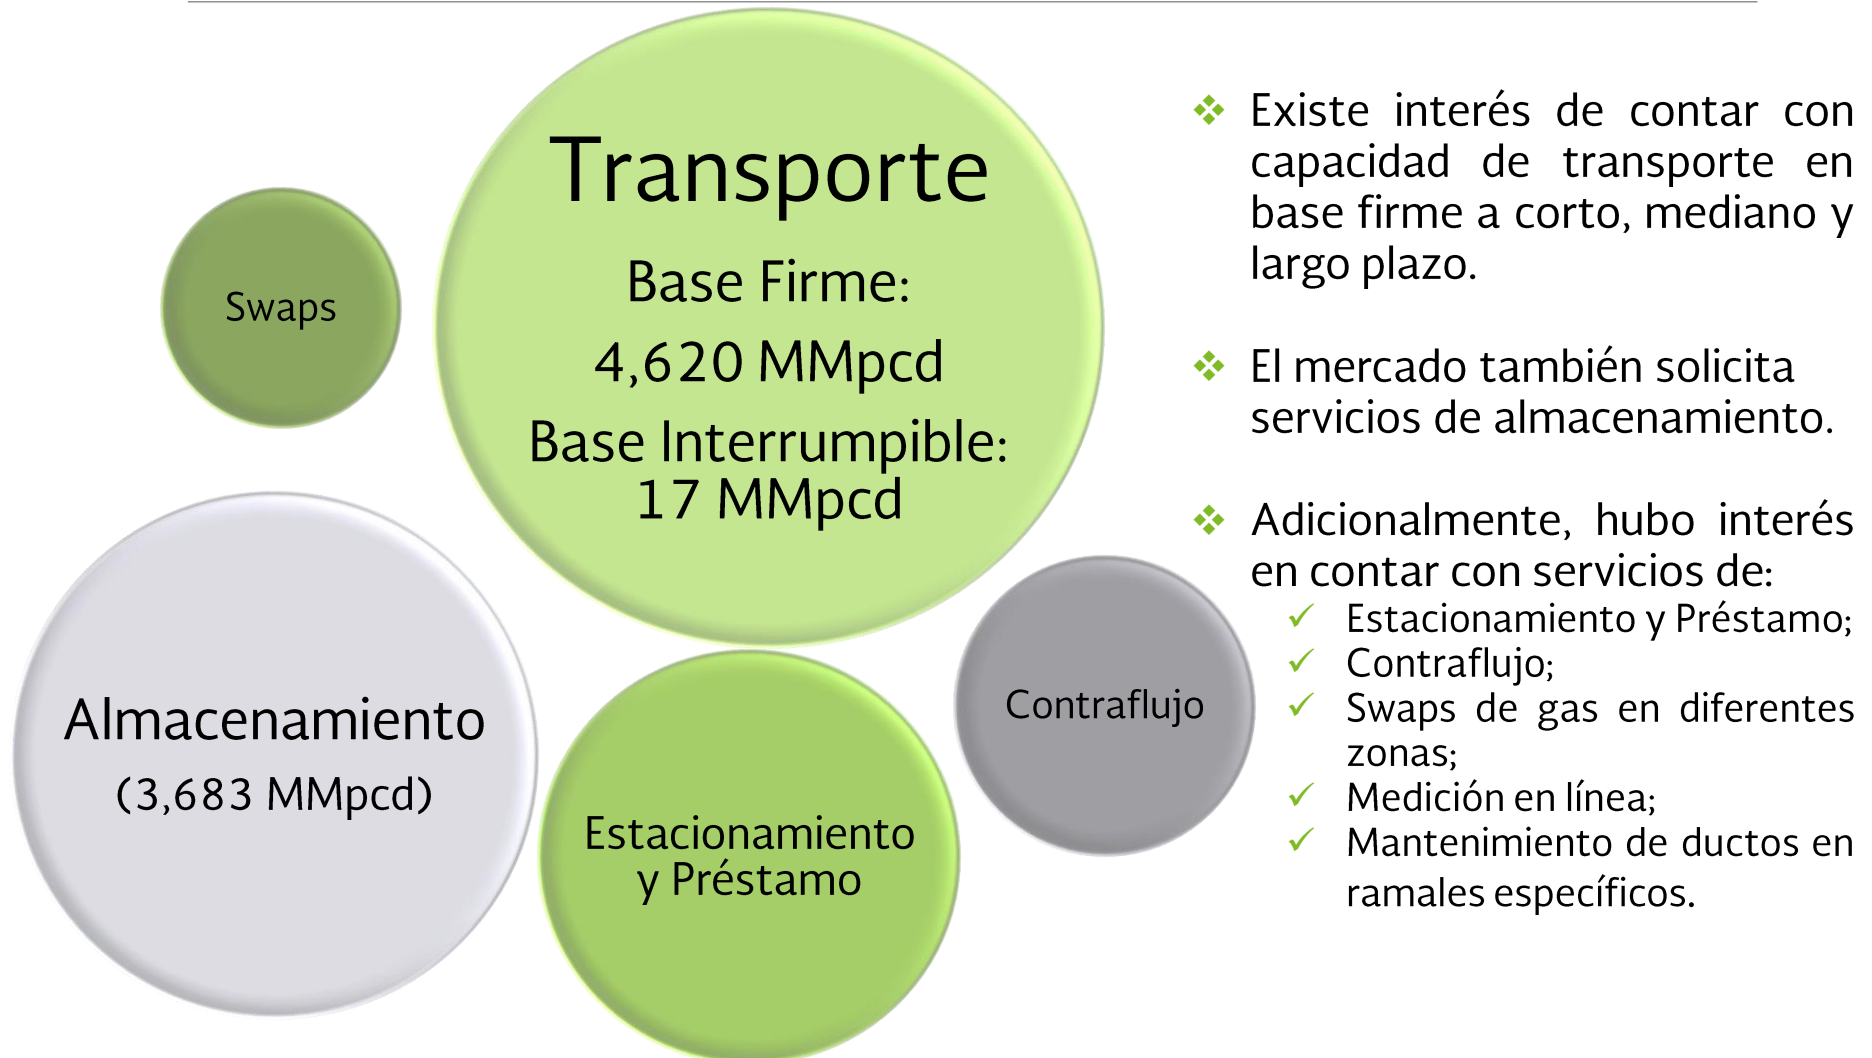 Transporte
Base Firme:
4,620 MMpcd
Base Interrumpible:
17 MMpcd
Swaps
Almacenamiento
(3,683 MMpcd)
Estacionamiento
y Préstamo
Contraflujo
Existe interés de contar con
capacidad de transporte en
base firme a corto, mediano y
largo plazo.
El mercado también solicita
servicios de almacenamiento.
Adicionalmente, hubo interés
en contar con servicios de:
Estacionamiento y Préstamo;
Contraflujo;
Swaps de gas en diferentes
zonas;
Medición en línea;
Mantenimiento de ductos en
ramales específicos.